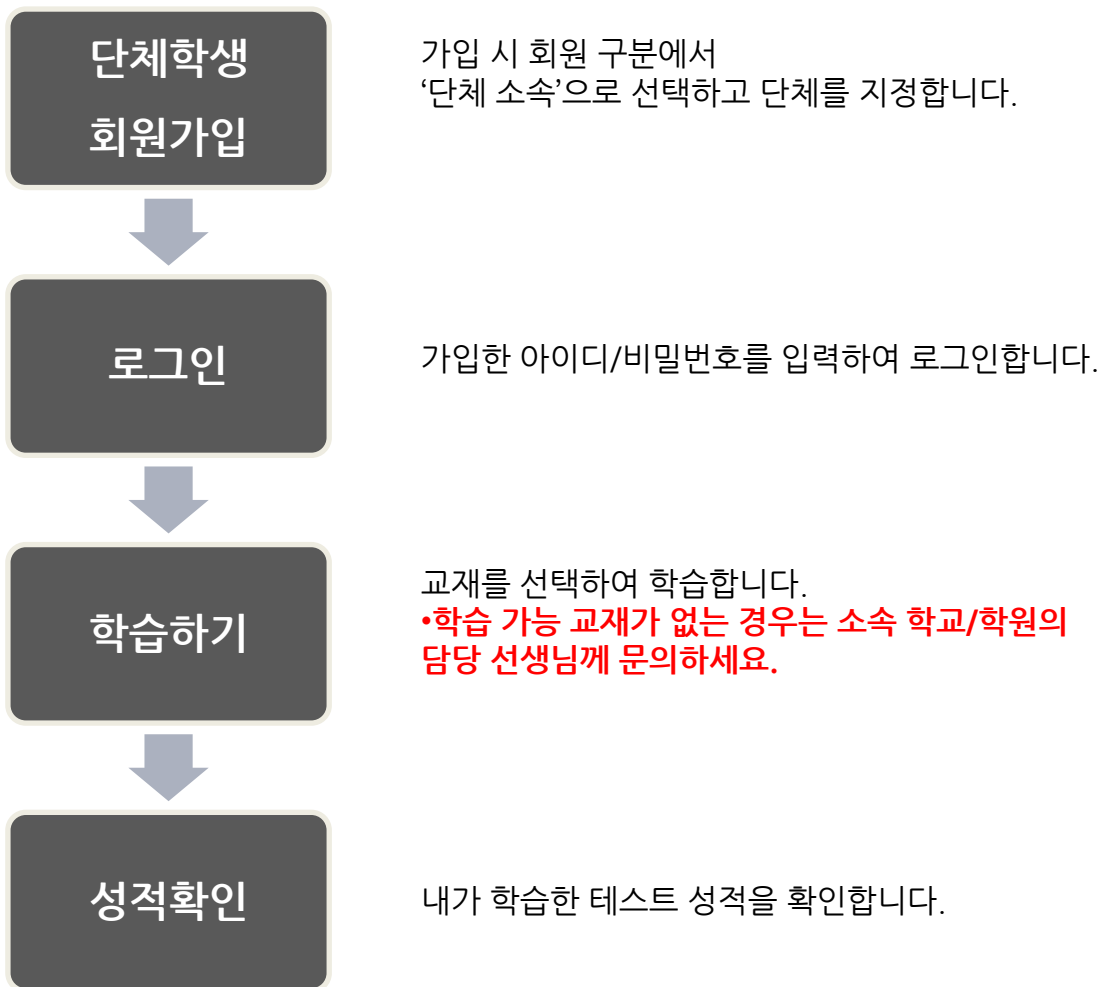 단체학생
회원가입
가입 시 회원 구분에서
‘단체 소속’으로 선택하고 단체를 지정합니다.
로그인
가입한 아이디/비밀번호를 입력하여 로그인합니다.
학습하기
교재를 선택하여 학습합니다.
•학습 가능 교재가 없는 경우는 소속 학교/학원의
담당 선생님께 문의하세요.
성적확인
내가 학습한 테스트 성적을 확인합니다.